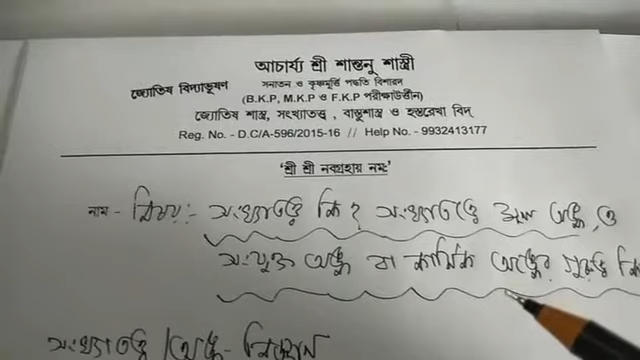 আচার্য্য শ্রী শান্তনু শাস্ত্রী
জ্যোতিষ বিদ্যাভূষণ
সনাতন ও কৃষ্ণমূর্ত্তি পদ্ধতি বিশারদ
(B.K.P, M.K.P ও F.K.P পরীক্ষাউত্তীন)
জ্যোতিষ শাস্ত্র, সংখ্যাতত্ত্ব , বাস্তুশাস্ত্র ও হস্তরেখা বিদ্
Reg. No. - D.C/A-596/2015-16 // Help No. - 9932413177
'শ্রী শ্রী নবগ্রহায় নমঃ'
নাম - বিষয়:- সংখ্যাতত্ত্ব কি? সংখ্যাতত্ত্বে মূল অঙ্ক, ও
সংযুক্ত অঙ্ক বা কার্মিক অঙ্কের গুরুত্ব কি
সংখ্যাতত্ত্ব / অঙ্ক-বিজ্ঞান